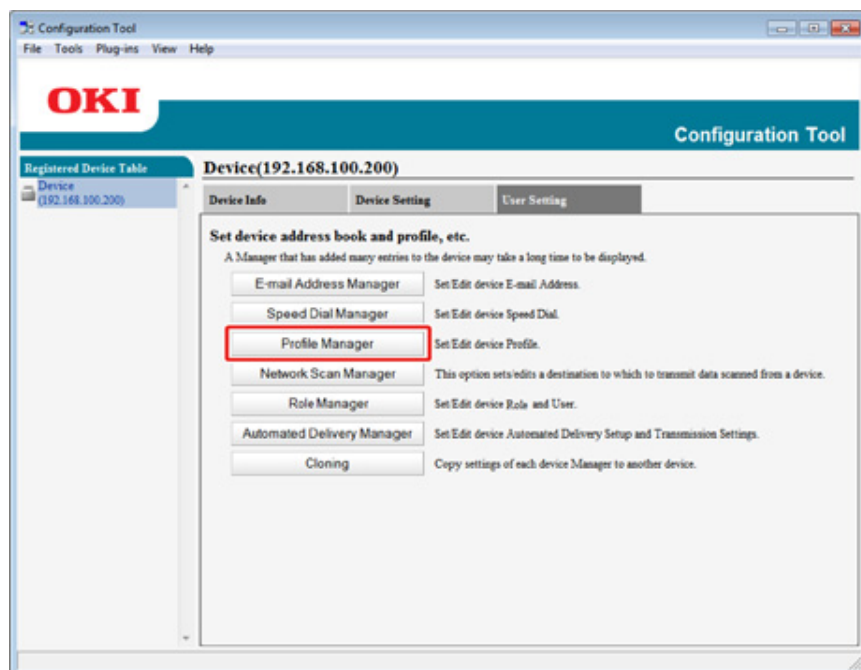 Configuration Tool
File Tools Plug-ins View Help
OKI
Configuration Tool
Registered Device Table
Device
(192.168.100.200)
Device(192.168.100.200)
Device Info Device Setting User Setting
Set device address book and profile, etc.
A Manager that has added many entries to the device may take a long time to be displayed.
E-mail Address Manager Set Edit device E-mail Address.
Speed Dial Manager Set Edit device Speed Dial.
Profile Manager Set Edit device Profile.
Network Scan Manager This option sets/edits a destination to which to transmit data scanned from a device.
Role Manager Set Edit device Role and User.
Automated Delivery Manager Set Edit device Automated Delivery Setup and Transmission Settings.
Cloning Copy settings of each device Manager to another device.